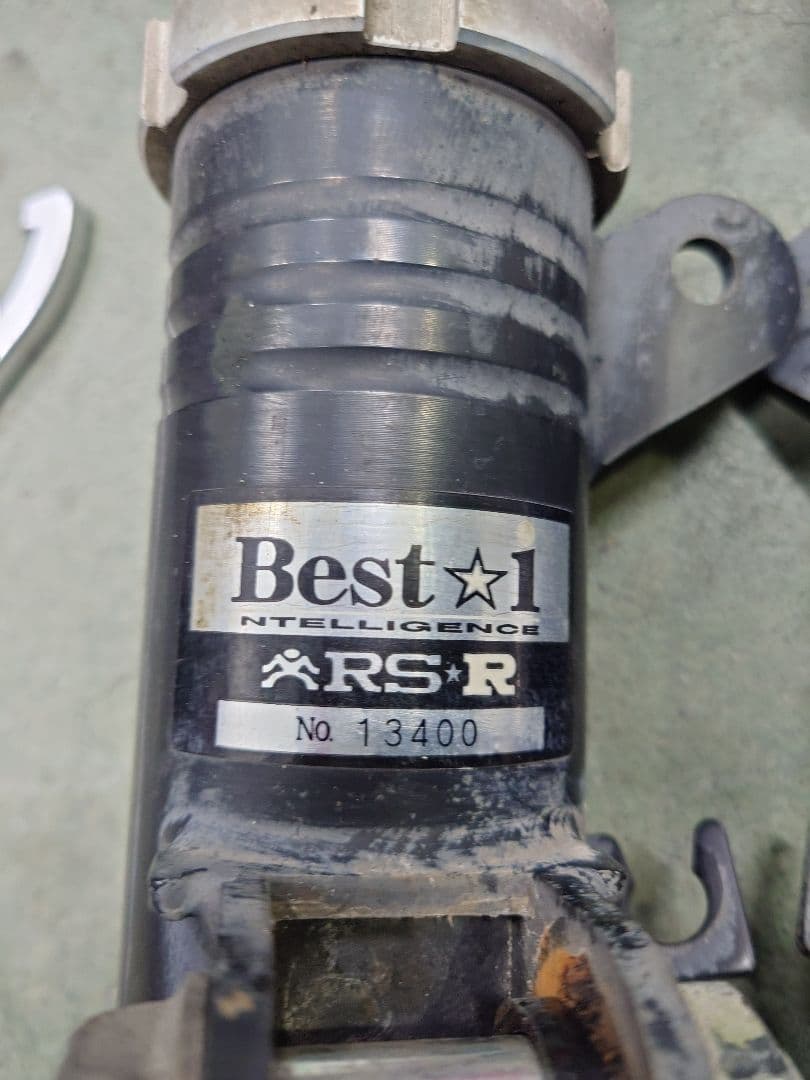 Best☆i
NTELLIGENCE
RS★R
No. 13400